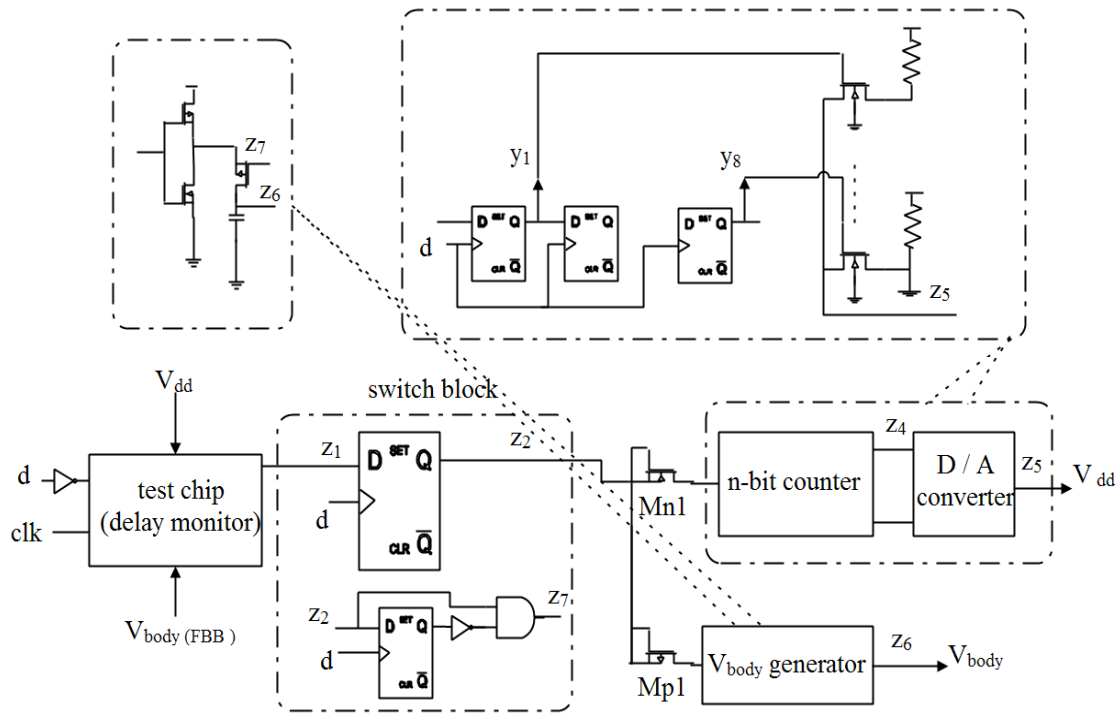 z7
z6
y1
y8
D SET Q
CLR Q̅
D SET Q
CLR Q̅
D SET Q
CLR Q̅
d
z5
switch block
Vdd
z1
z2
D SET Q
CLR Q̅
d
d
clk
test chip
(delay monitor)
Vbody (FBB )
z2
D SET Q
CLR Q̅
d
z7
Mn1
n-bit counter
z4
D / A
converter
z5
V dd
Mp1
Vbody generator
z6
Vbody